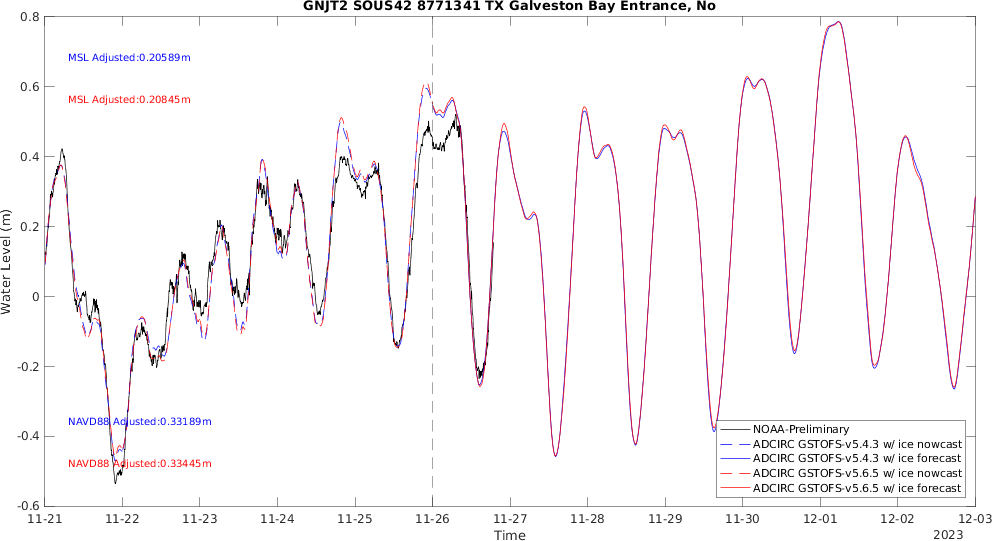 GNJT2 SOUS42 8771341 TX Galveston Bay Entrance, No
0.8
0.6
0.4
0.2
0
-0.2
-0.4
-0.6
Water Level (m)
MSL Adjusted:0.20589m
MSL Adjusted:0.20845m
NAVD88 Adjusted:0.33189m
NAVD88 Adjusted:0.33445m
NOAA-Preliminary
ADCIRC GSTOFS-v5.4.3 w/ ice nowcast
ADCIRC GSTOFS-v5.4.3 w/ ice forecast
ADCIRC GSTOFS-v5.6.5 w/ ice nowcast
ADCIRC GSTOFS-v5.6.5 w/ ice forecast
11-21 11-22 11-23 11-24 11-25 11-26 11-27 11-28 11-29 11-30 12-01 12-02 12-03
Time
2023